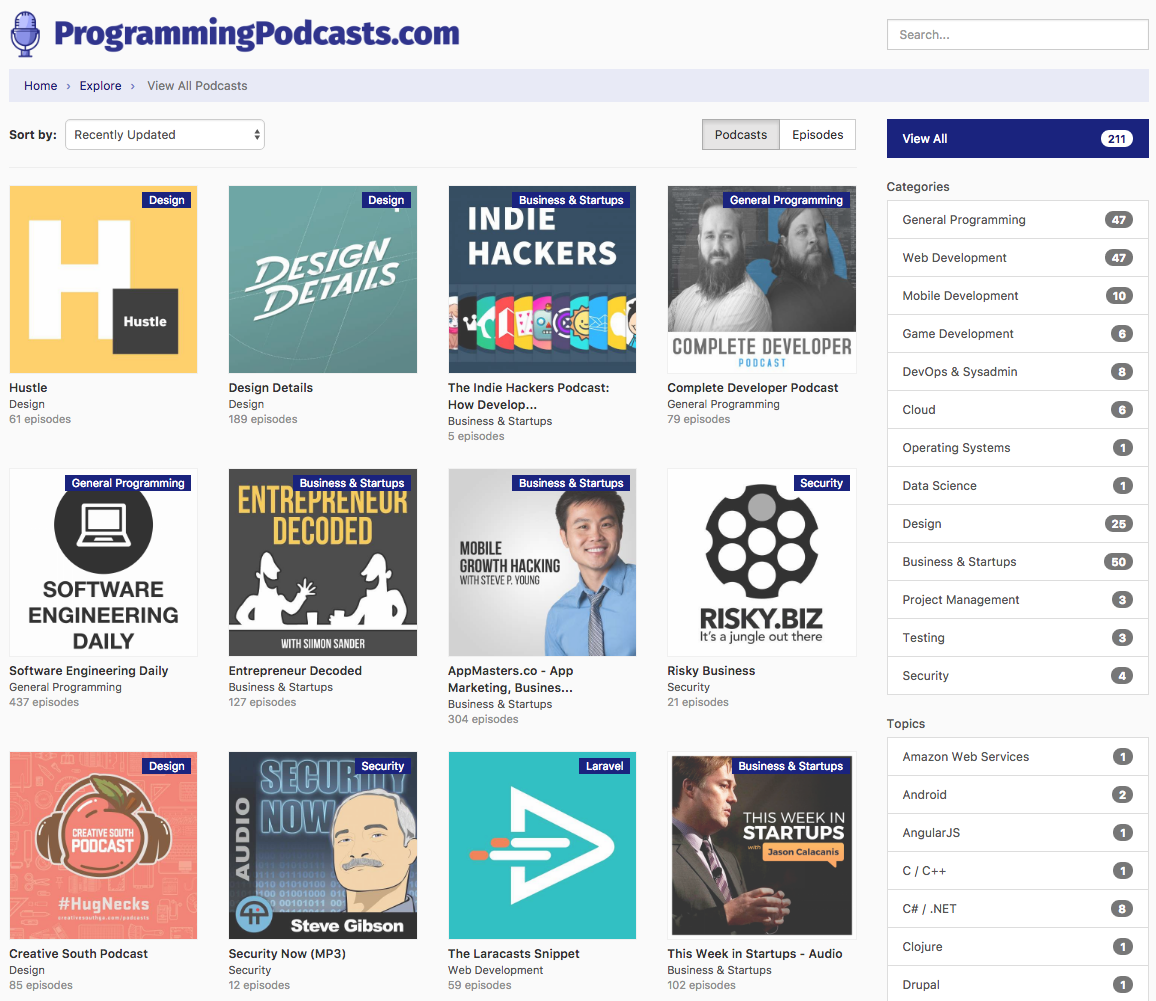 ProgrammingPodcasts.com
Search...
Home › Explore › View All Podcasts
Sort by: Recently Updated
Podcasts Episodes
Design
H
Hustle
Hustle
Design
61 episodes
Design
DESIGN
DETAILS
Design Details
Design
189 episodes
Business & Startups
INDIE
HACKERS
The Indie Hackers Podcast:
How Develop...
Business & Startups
5 episodes
General Programming
COMPLETE DEVELOPER
PODCAST
Complete Developer Podcast
General Programming
79 episodes
General Programming
SOFTWARE
ENGINEERING
DAILY
Software Engineering Daily
General Programming
437 episodes
Business & Startups
ENTREPRENEUR
DECODED
WITH SIIMON SANDER
Entrepreneur Decoded
Business & Startups
127 episodes
Business & Startups
MOBILE
GROWTH HACKING
WITH STEVE P. YOUNG
AppMasters.co - App
Marketing, Busines...
Business & Startups
304 episodes
Security
RISKY.BIZ
It's a jungle out there
Risky Business
Security
21 episodes
Design
CREATIVE SOUTH
PODCAST
#HugNecks
creativesouthga.com/podcasts
Creative South Podcast
Design
85 episodes
Security
SECURITY
NOW
AUDIO
Steve Gibson
Security Now (MP3)
Security
12 episodes
Laravel
The Laracasts Snippet
Web Development
59 episodes
Business & Startups
THIS WEEK IN
STARTUPS
with Jason Calacanis
This Week in Startups - Audio
Business & Startups
102 episodes
View All 211
Categories
General Programming 47
Web Development 47
Mobile Development 10
Game Development 6
DevOps & Sysadmin 8
Cloud 6
Operating Systems 1
Data Science 1
Design 25
Business & Startups 50
Project Management 3
Testing 3
Security 4
Topics
Amazon Web Services 1
Android 2
AngularJS 1
C / C++ 1
C# / .NET 8
Clojure 1
Drupal 1